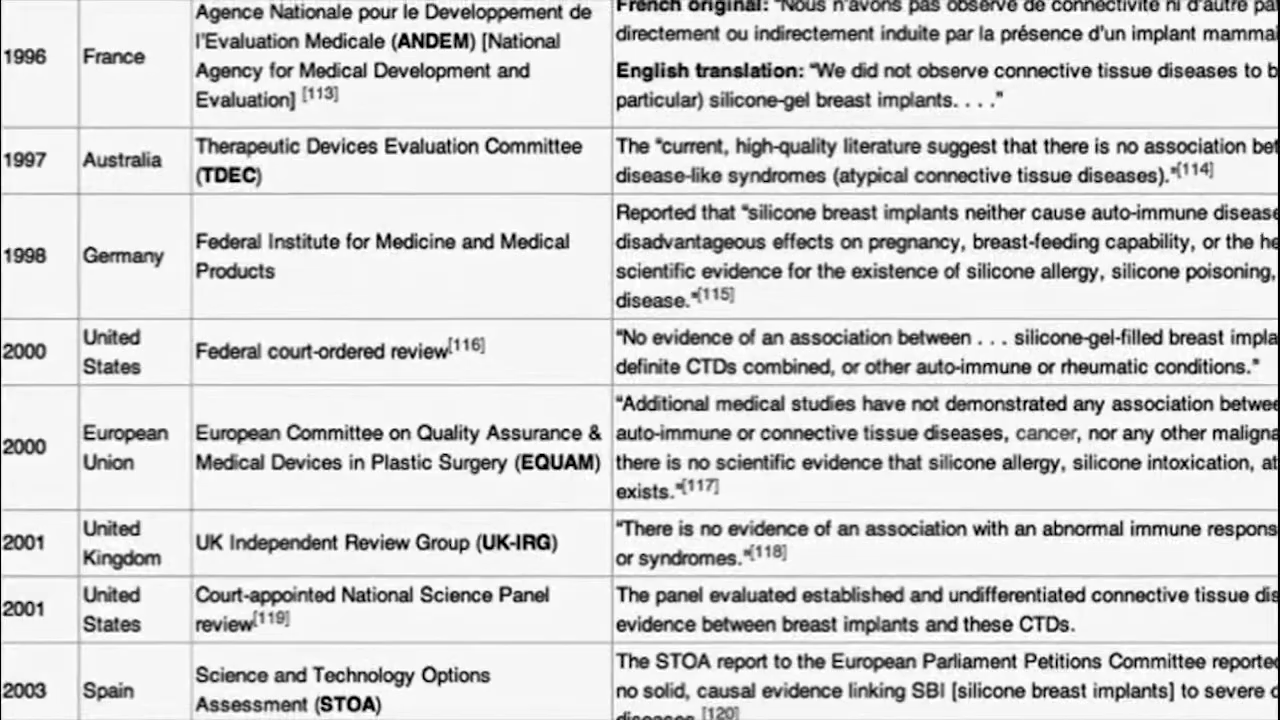 1996
France
Agence Nationale pour le Developpement de
l'Evaluation Medicale (ANDEM) [National
Agency for Medical Development and
Evaluation] [113]
French original: "Nous n'avons pas observé de connectivité ni d'autre pa
directement ou indirectement induite par la présence d'un implant mammai
English translation: "We did not observe connective tissue diseases to b
particular) silicone-gel breast implants. . . ."
1997
Australia
Therapeutic Devices Evaluation Committee
(TDEC)
The "current, high-quality literature suggest that there is no association bet
disease-like syndromes (atypical connective tissue diseases)."[114]
1998
Germany
Federal Institute for Medicine and Medical
Products
Reported that "silicone breast implants neither cause auto-immune disease
disadvantageous effects on pregnancy, breast-feeding capability, or the he
scientific evidence for the existence of silicone allergy, silicone poisoning,
disease."[115]
2000
United
States
Federal court-ordered review[116]
"No evidence of an association between . . . silicone-gel-filled breast impla
definite CTDs combined, or other auto-immune or rheumatic conditions."
2000
European
Union
European Committee on Quality Assurance &
Medical Devices in Plastic Surgery (EQUAM)
"Additional medical studies have not demonstrated any association betwee
auto-immune or connective tissue diseases, cancer, nor any other maligna
there is no scientific evidence that silicone allergy, silicone intoxication, at
exists."[117]
2001
United
Kingdom
UK Independent Review Group (UK-IRG)
"There is no evidence of an association with an abnormal immune respons
or syndromes."[118]
2001
United
States
Court-appointed National Science Panel
review[119]
The panel evaluated established and undifferentiated connective tissue dis
evidence between breast implants and these CTDs.
2003
Spain
Science and Technology Options
Assessment (STOA)
The STOA report to the European Parliament Petitions Committee reported
no solid, causal evidence linking SBI [silicone breast implants] to severe d
diseases.[120]